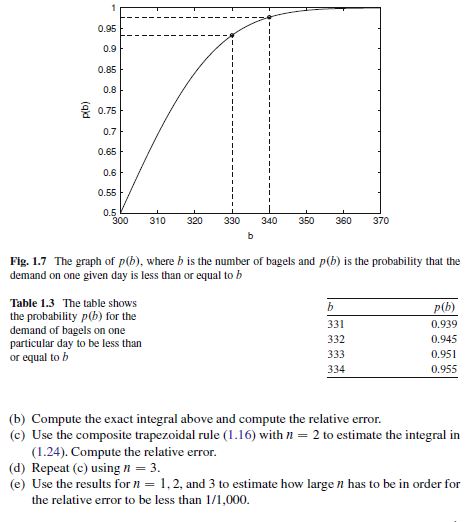 1
0.95
0.9
0.85
0.8
0.75
0.7
0.65
0.6
0.55
0.5
p(b)
300 310 320 330 340 350 360 370
b
Fig. 1.7 The graph of p(b), where b is the number of bagels and p(b) is the probability that the
demand on one given day is less than or equal to b
Table 1.3 The table shows
the probability p(b) for the
demand of bagels on one
particular day to be less than
or equal to b
b p(b)
331 0.939
332 0.945
333 0.951
334 0.955
(b) Compute the exact integral above and compute the relative error.
(c) Use the composite trapezoidal rule (1.16) with n = 2 to estimate the integral in
(1.24). Compute the relative error.
(d) Repeat (c) using n = 3.
(e) Use the results for n = 1, 2, and 3 to estimate how large n has to be in order for
the relative error to be less than 1/1,000.